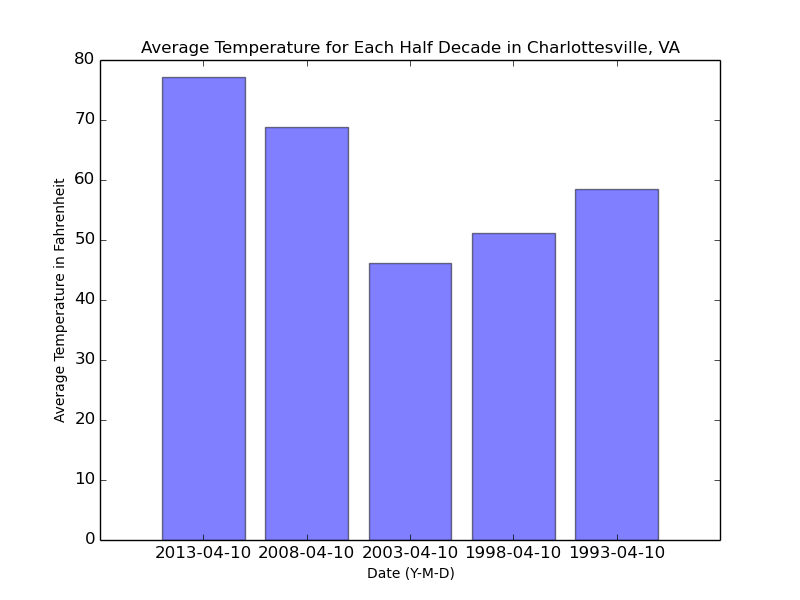 Average Temperature for Each Half Decade in Charlottesville, VA
80
70
60
50
40
30
20
10
0
Average Temperature in Fahrenheit
2013-04-10 2008-04-10 2003-04-10 1998-04-10 1993-04-10
Date (Y-M-D)